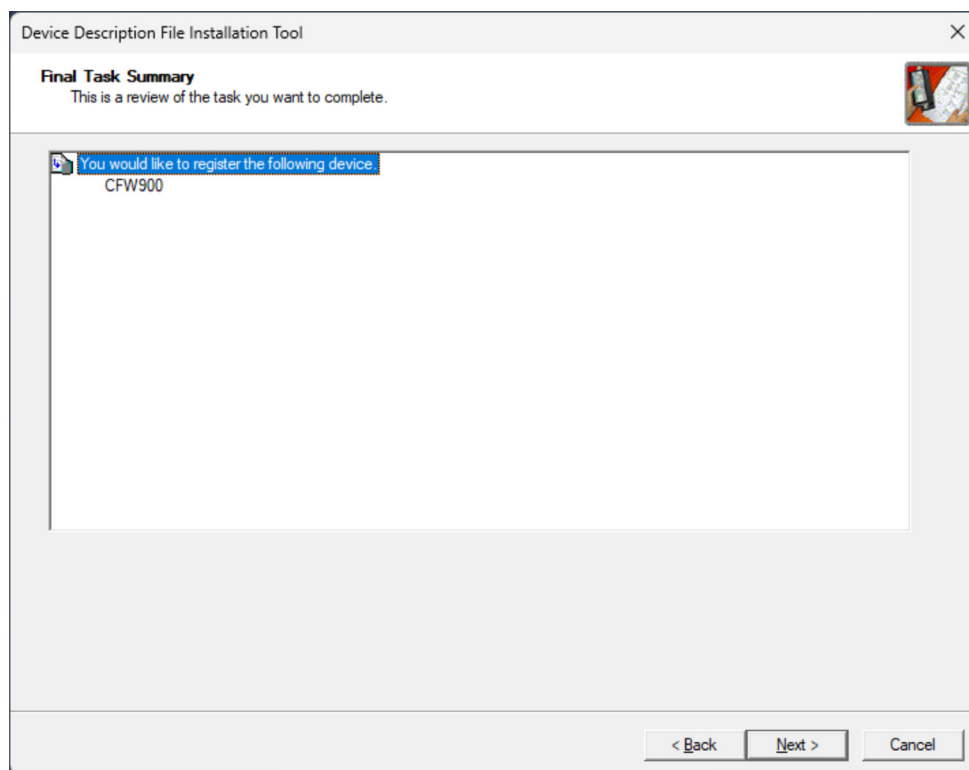 Device Description File Installation Tool
Final Task Summary
This is a review of the task you want to complete.
You would like to register the following device.
CFW900
< Back
Next >
Cancel